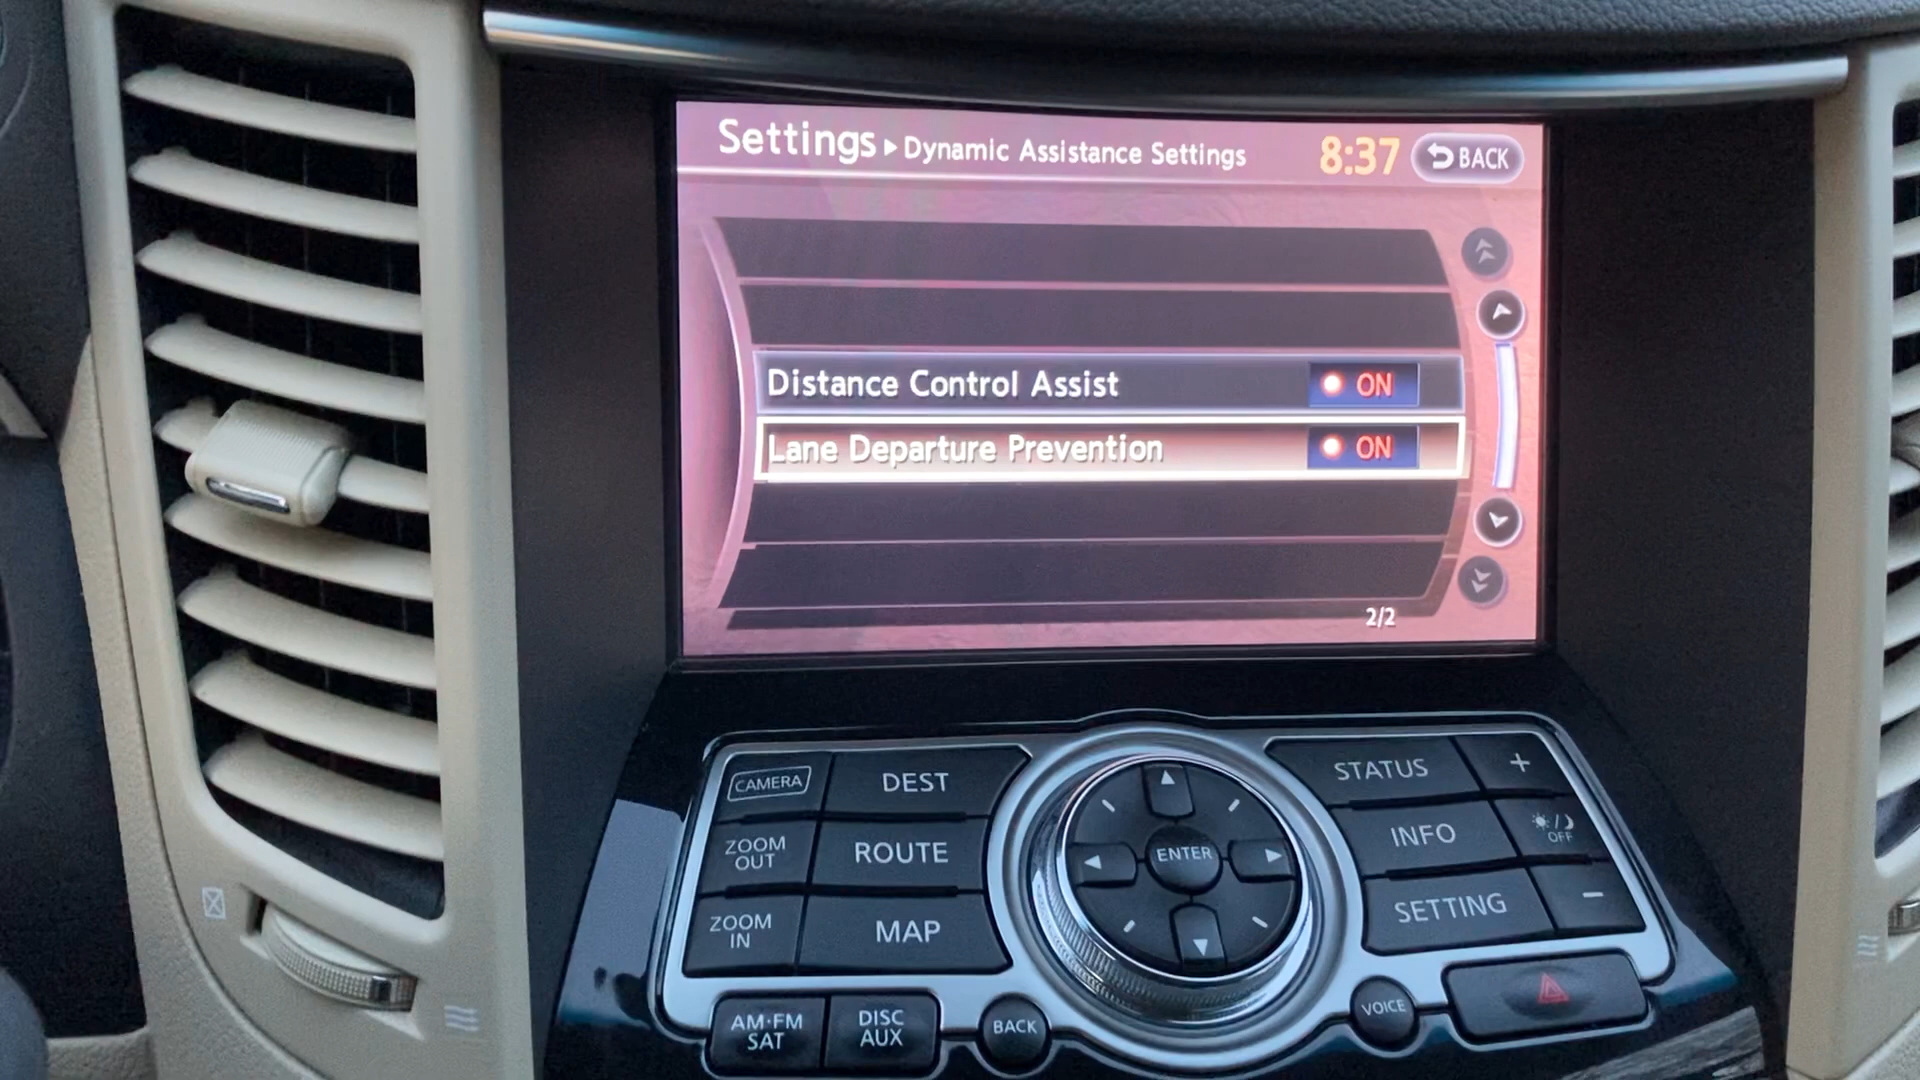 Settings ▶ Dynamic Assistance Settings 8:37 BACK
Distance Control Assist ON
Lane Departure Prevention ON
2/2
CAMERA DEST STATUS +
ZOOM OUT ROUTE ENTER INFO OFF
ZOOM IN MAP SETTING −
AM·FM SAT DISC AUX BACK VOICE